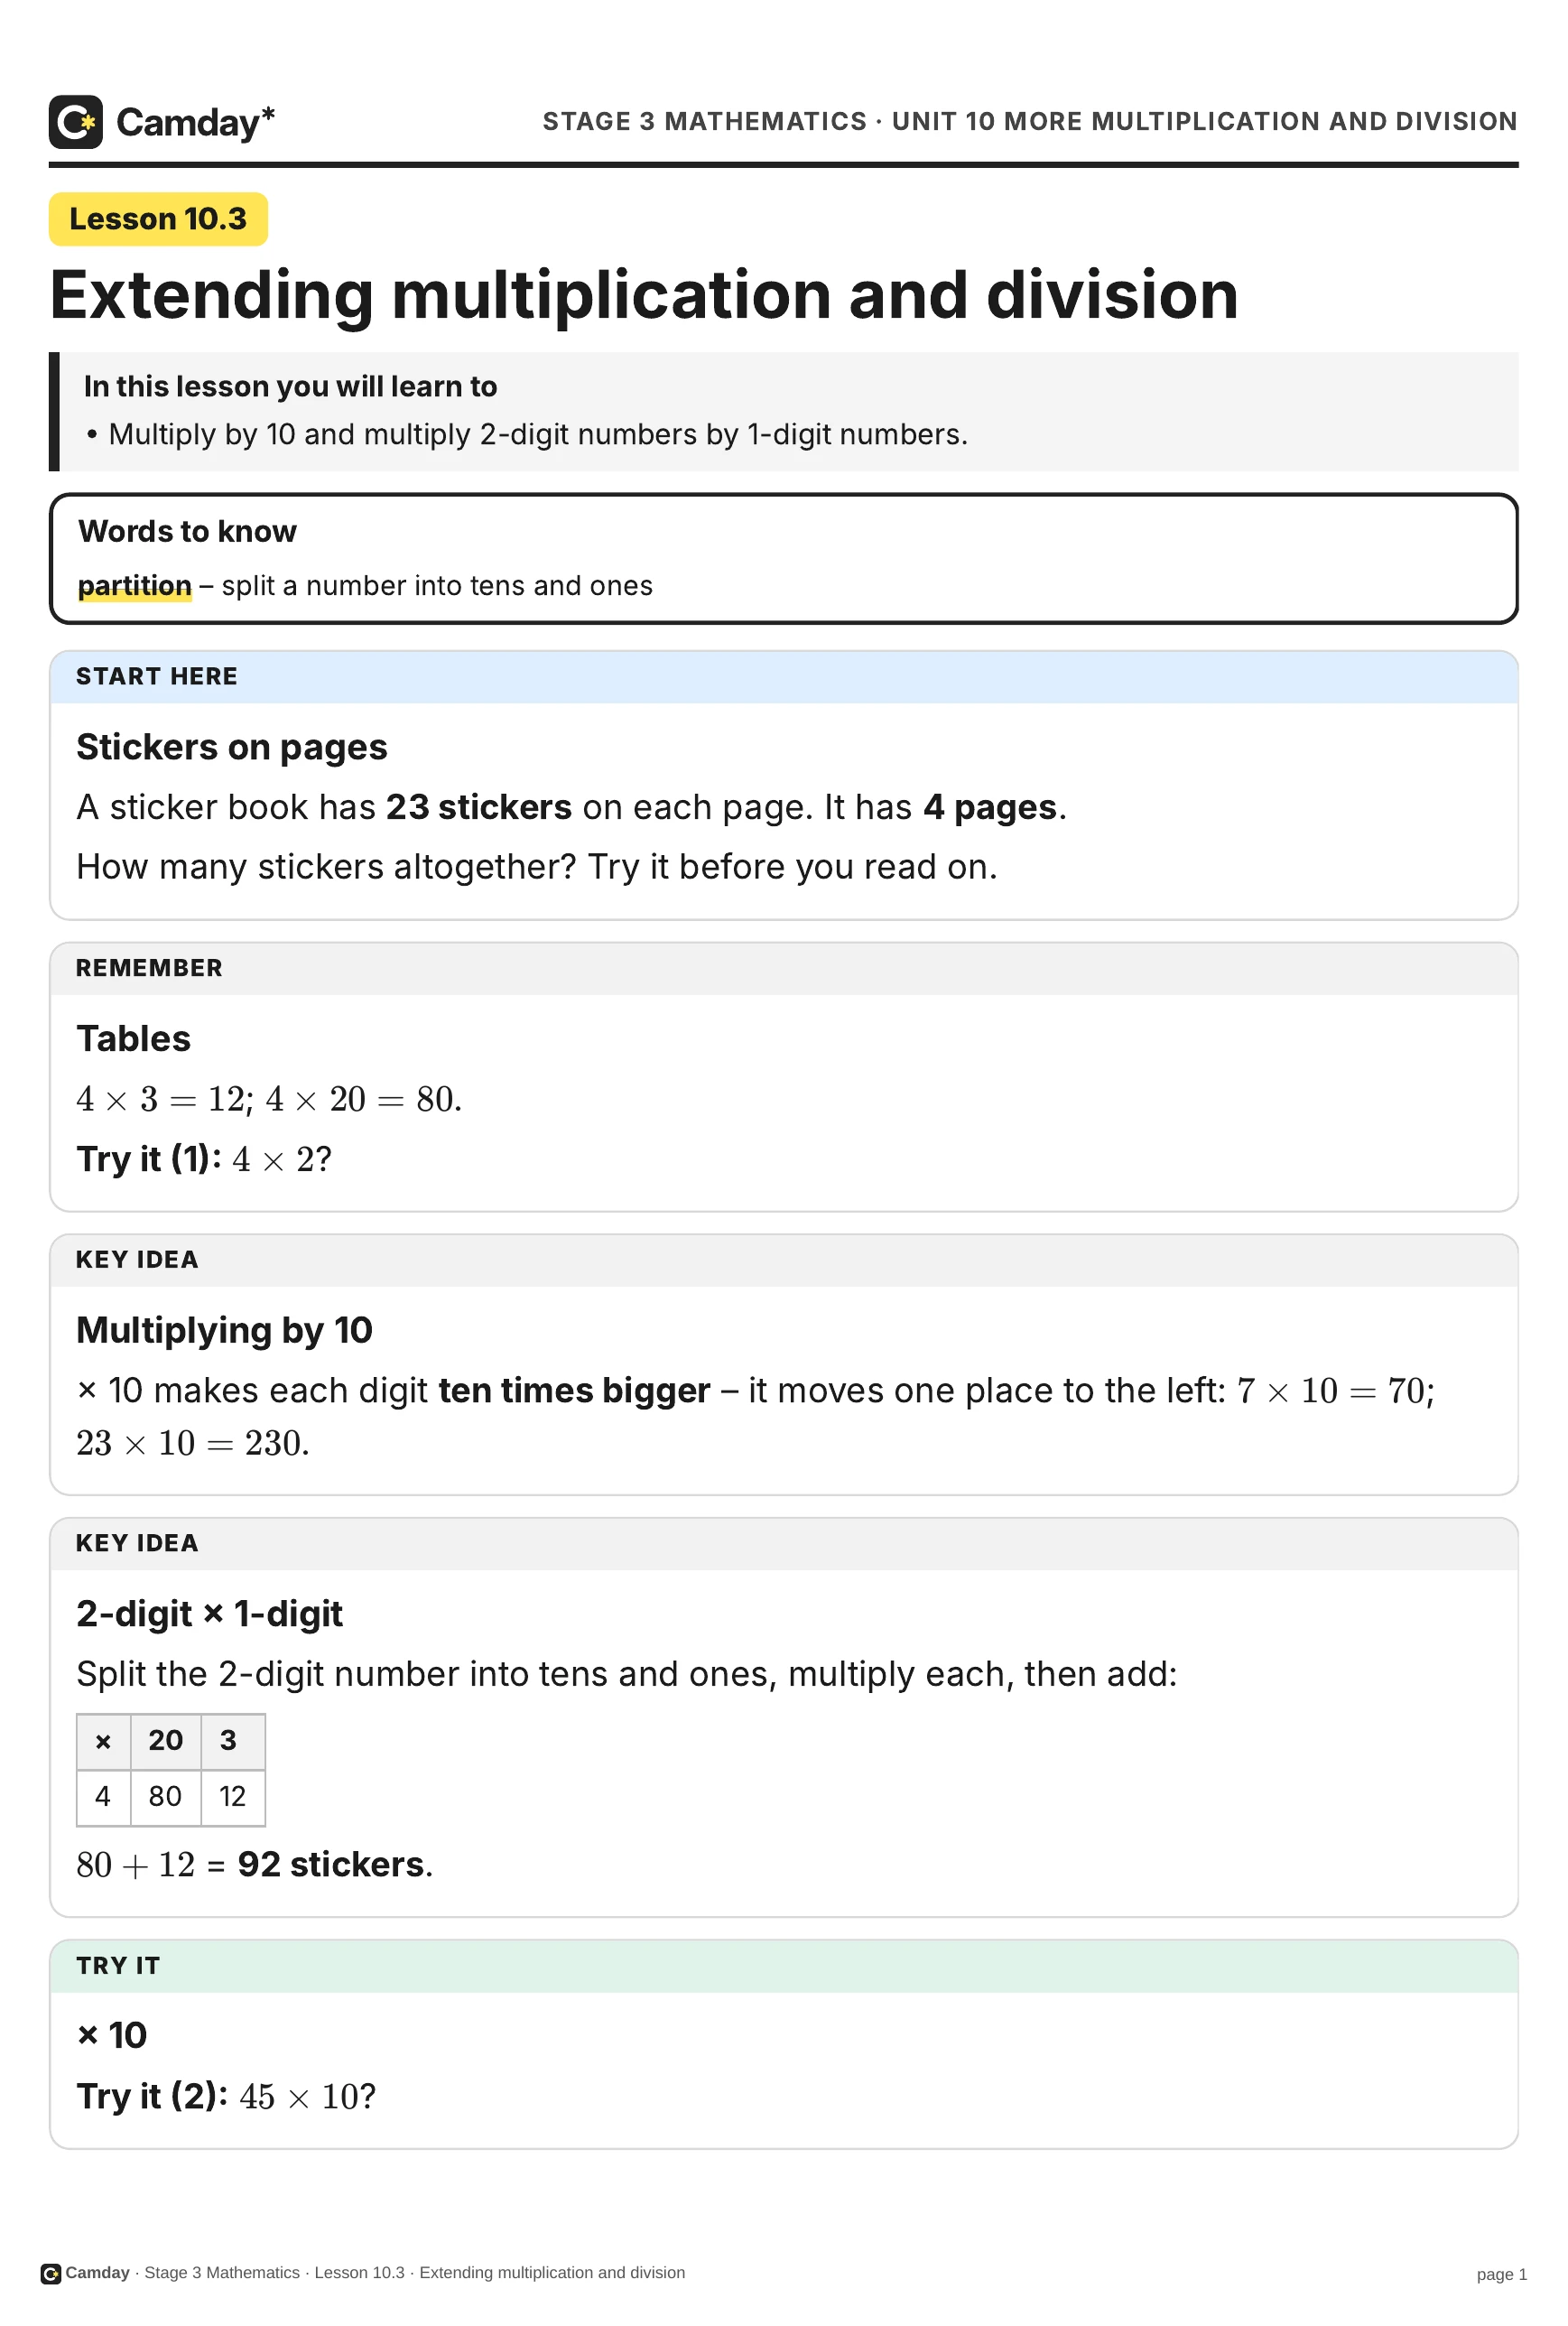 Camday*
STAGE 3 MATHEMATICS · UNIT 10 MORE MULTIPLICATION AND DIVISION
Lesson 10.3
Extending multiplication and division
In this lesson you will learn to
• Multiply by 10 and multiply 2-digit numbers by 1-digit numbers.
Words to know
partition – split a number into tens and ones
START HERE
Stickers on pages
A sticker book has 23 stickers on each page. It has 4 pages.
How many stickers altogether? Try it before you read on.
REMEMBER
Tables
4 × 3 = 12; 4 × 20 = 80.
Try it (1): 4 × 2?
KEY IDEA
Multiplying by 10
× 10 makes each digit ten times bigger – it moves one place to the left: 7 × 10 = 70;
23 × 10 = 230.
KEY IDEA
2-digit × 1-digit
Split the 2-digit number into tens and ones, multiply each, then add:
× 20 3
4 80 12
80 + 12 = 92 stickers.
TRY IT
× 10
Try it (2): 45 × 10?
Camday · Stage 3 Mathematics · Lesson 10.3 · Extending multiplication and division
page 1